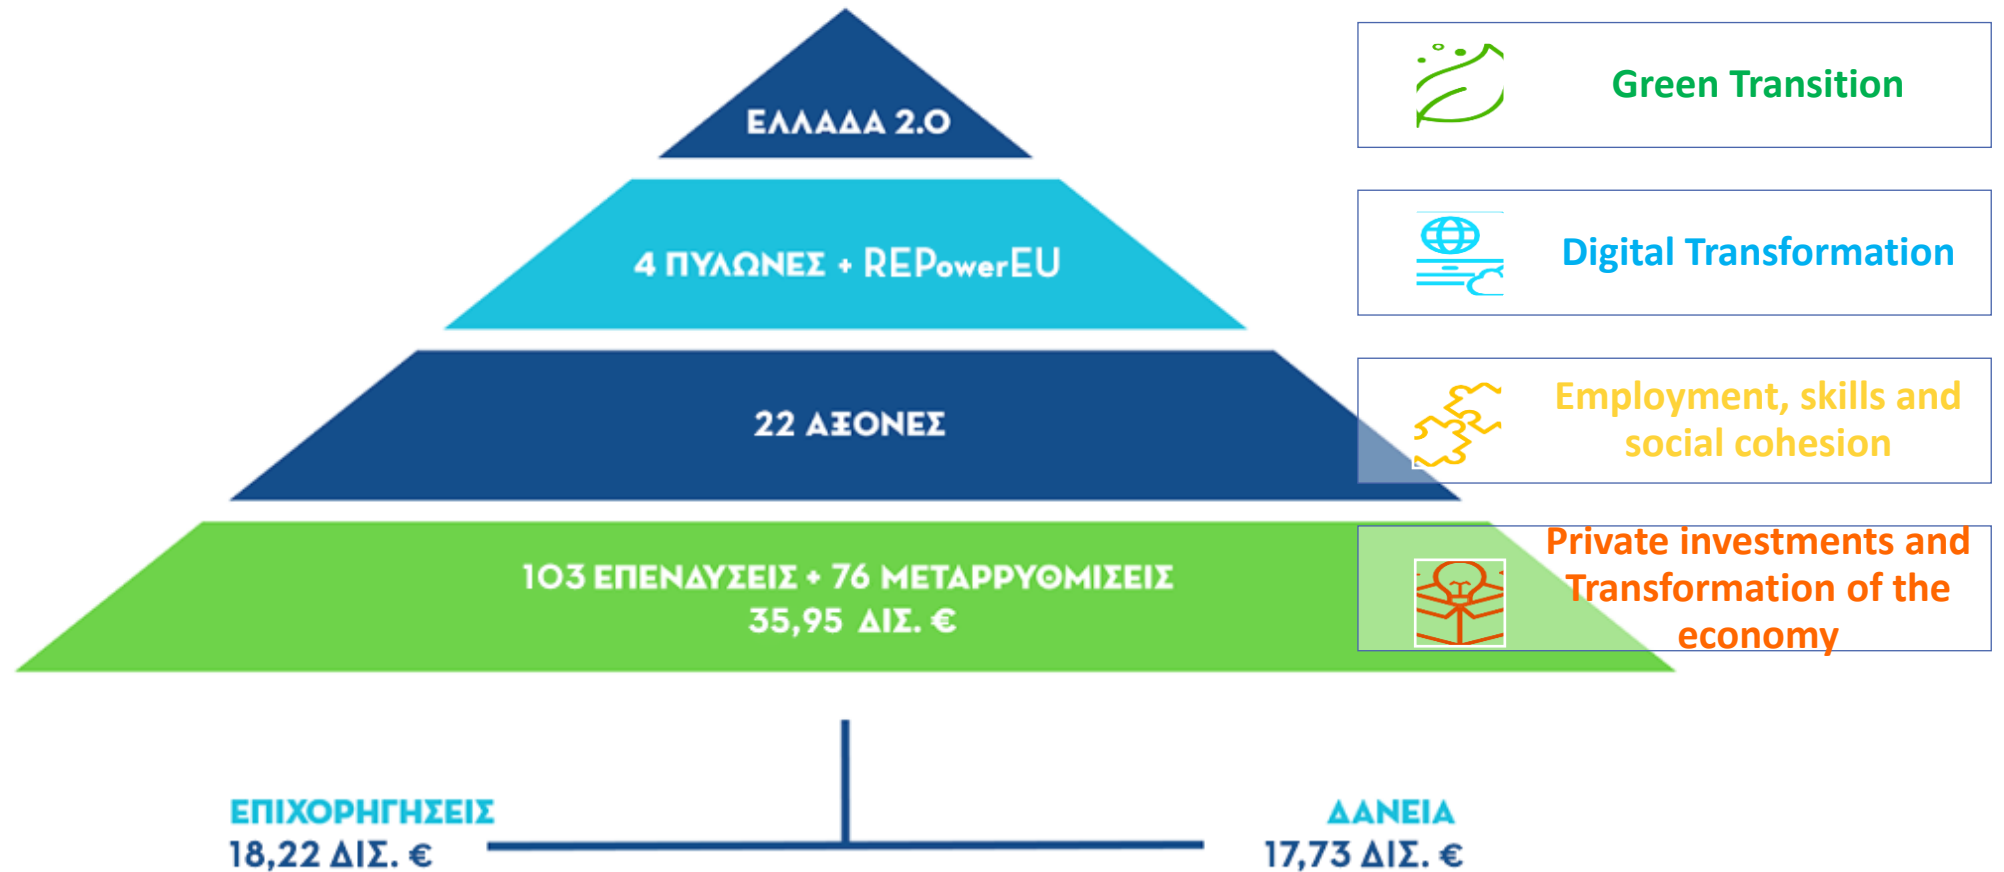 ΕΛΛΑΔΑ 2.0
4 ΠΥΛΩΝΕΣ + REPowerEU
22 ΑΞΟΝΕΣ
103 ΕΠΕΝΔΥΣΕΙΣ + 76 ΜΕΤΑΡΡΥΘΜΙΣΕΙΣ
35,95 ΔΙΣ. €
ΕΠΙΧΟΡΗΓΗΣΕΙΣ
18,22 ΔΙΣ. €
ΔΑΝΕΙΑ
17,73 ΔΙΣ. €
Green Transition
Digital Transformation
Employment, skills and
social cohesion
Private investments and
Transformation of the
economy